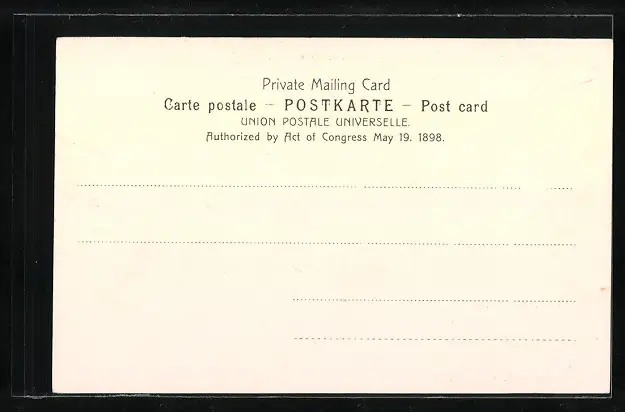 Private Mailing Card
Carte postale – POSTKARTE – Post card
UNION POSTALE UNIVERSELLE.
Authorized by Act of Congress May 19. 1898.